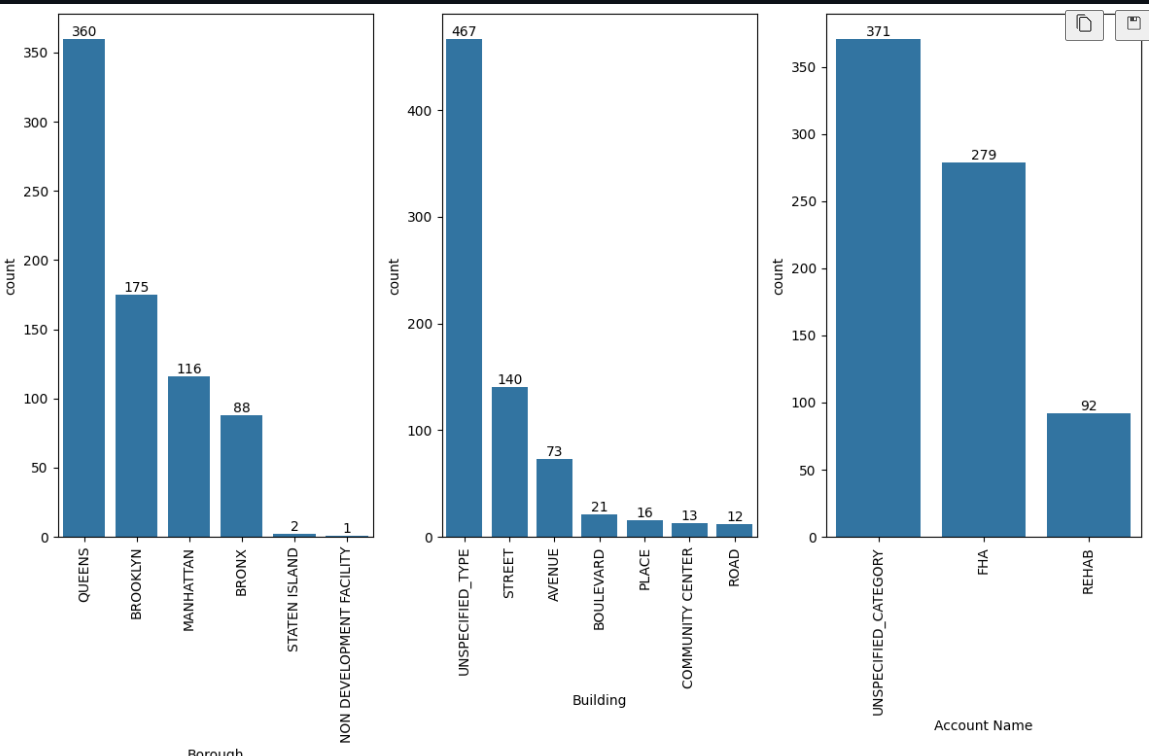 360
175
116
88
2
1
350
300
250
200
150
100
50
0
count
QUEENS
BROOKLYN
MANHATTAN
BRONX
STATEN ISLAND
NON DEVELOPMENT FACILITY
Borough
467
140
73
21
16
13
12
400
300
200
100
0
count
UNSPECIFIED_TYPE
STREET
AVENUE
BOULEVARD
PLACE
COMMUNITY CENTER
ROAD
Building
371
279
92
350
300
250
200
150
100
50
0
count
UNSPECIFIED_CATEGORY
FHA
REHAB
Account Name